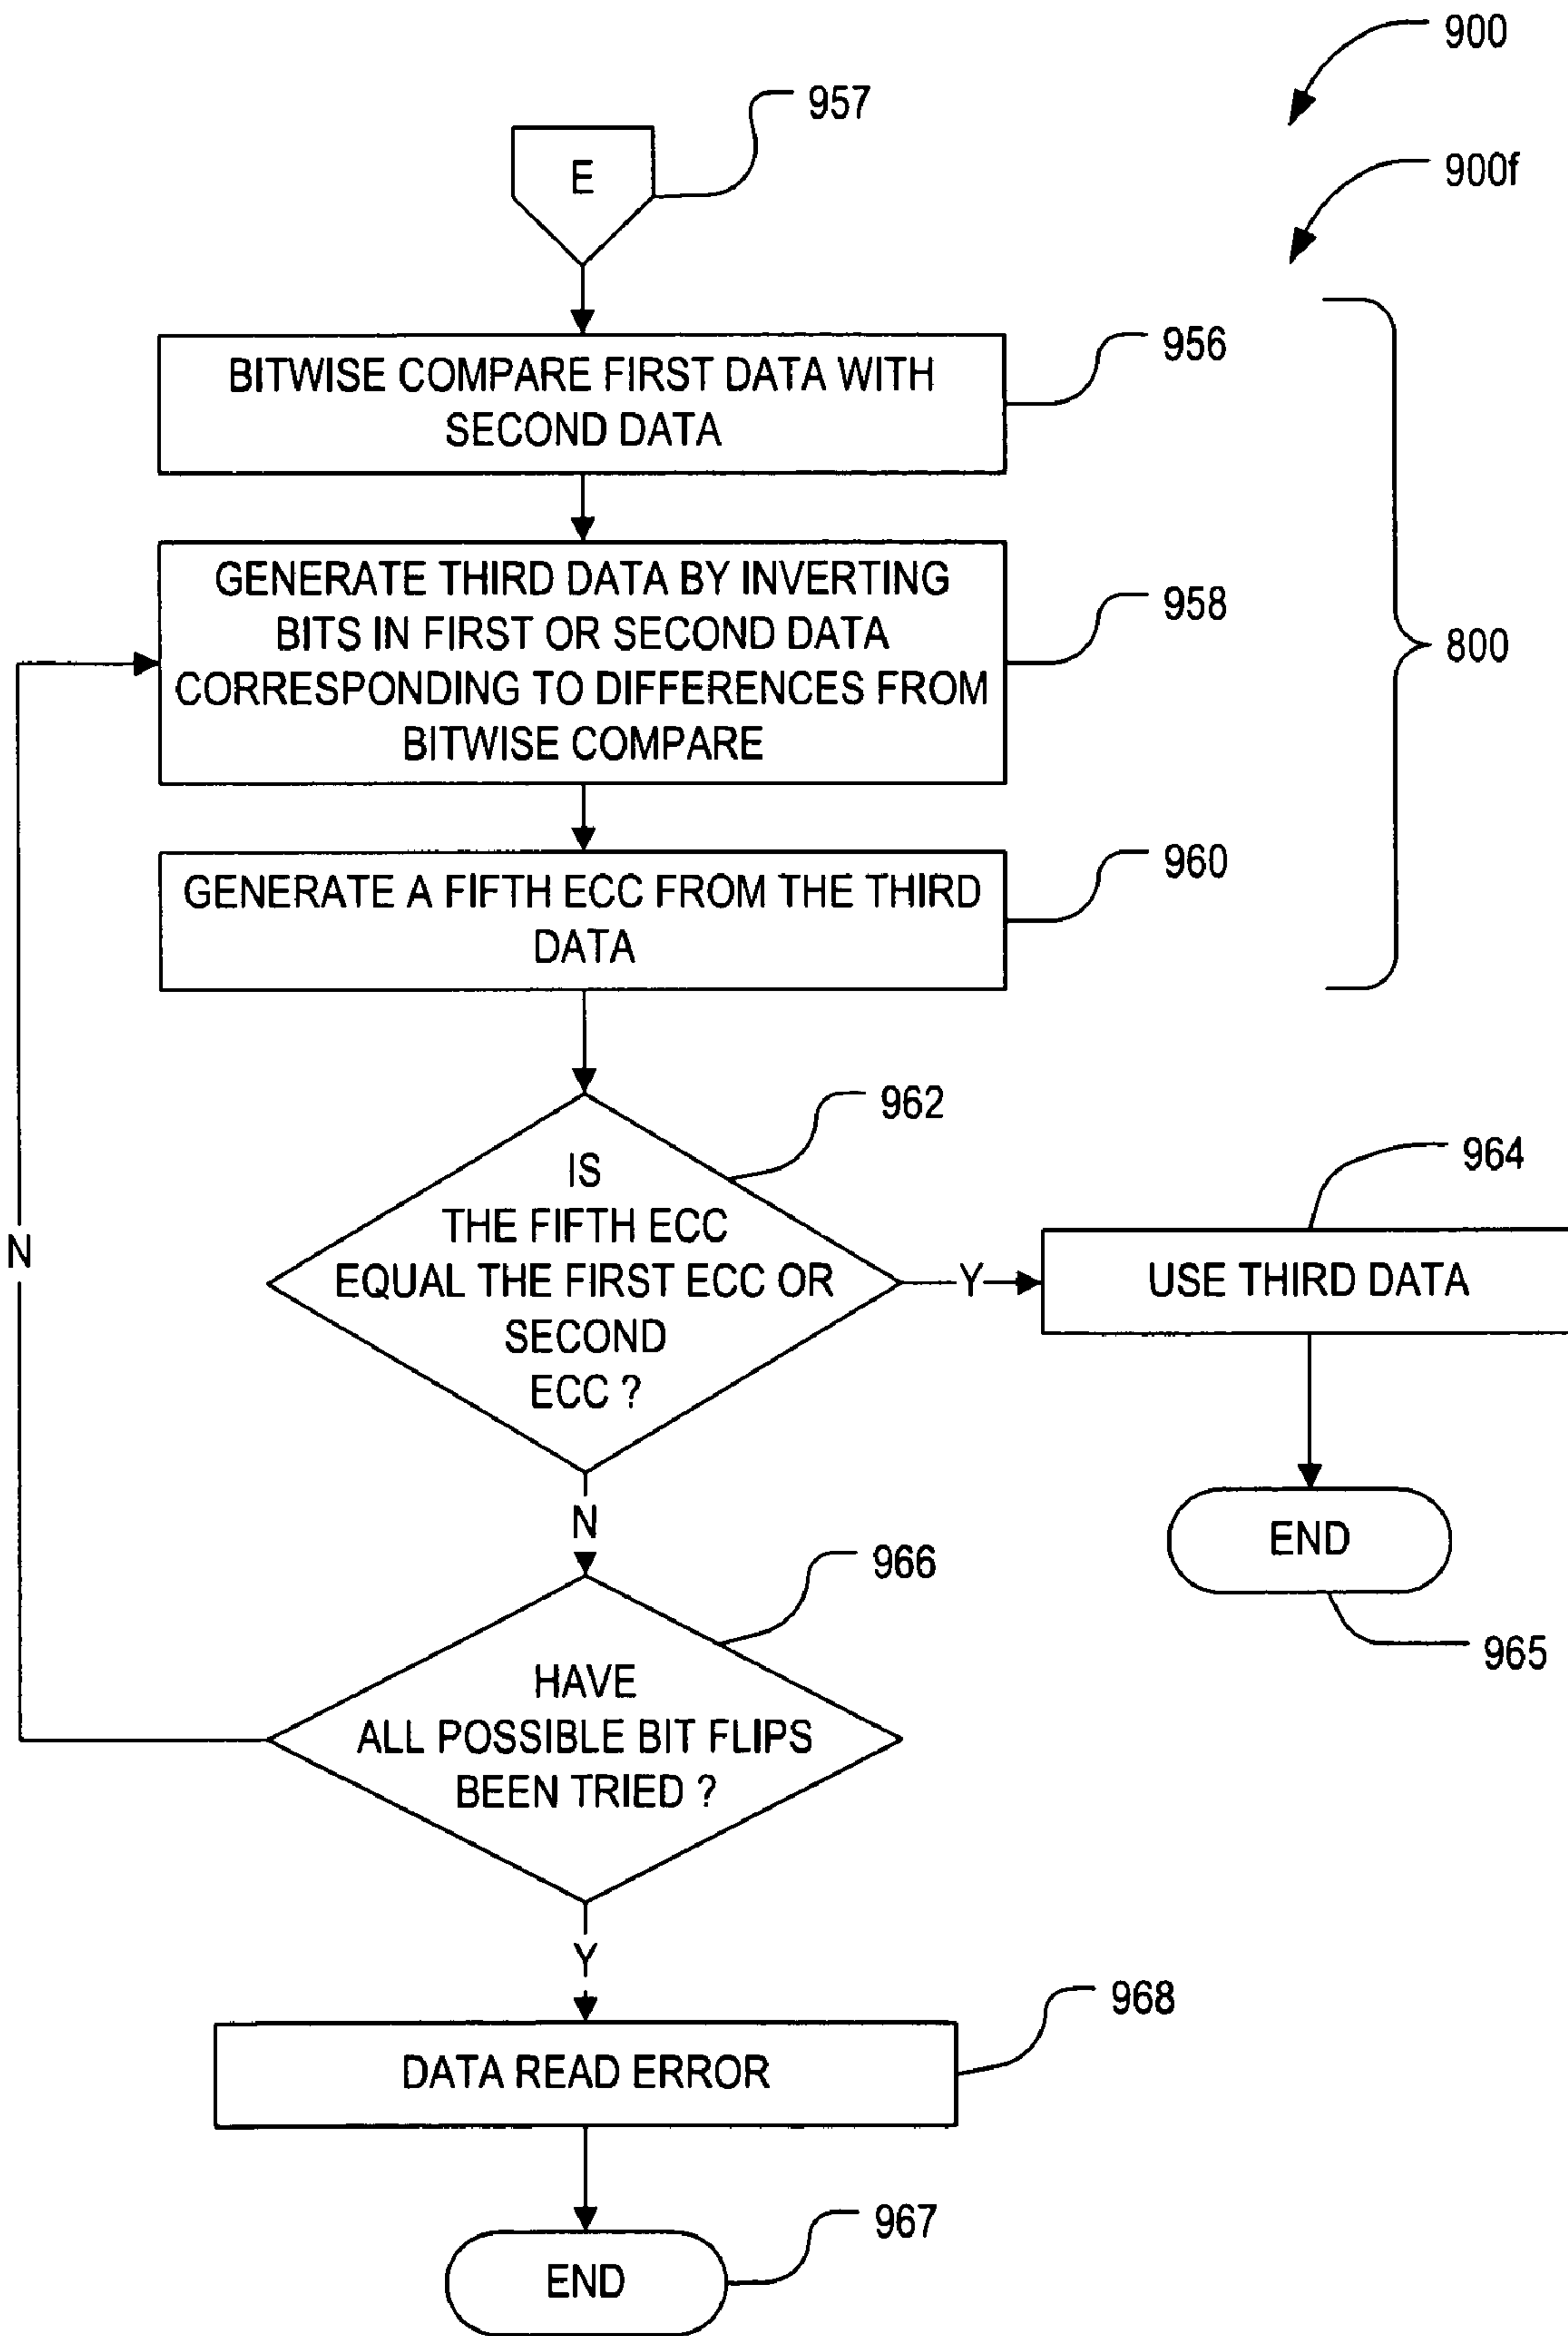 900
957
E
900f
956
BITWISE COMPARE FIRST DATA WITH
SECOND DATA
GENERATE THIRD DATA BY INVERTING
BITS IN FIRST OR SECOND DATA
CORRESPONDING TO DIFFERENCES FROM
BITWISE COMPARE
958
800
960
GENERATE A FIFTH ECC FROM THE THIRD
DATA
962
IS
THE FIFTH ECC
EQUAL THE FIRST ECC OR
SECOND
ECC ?
964
N
Y
USE THIRD DATA
N
END
966
965
HAVE
ALL POSSIBLE BIT FLIPS
BEEN TRIED ?
Y
968
DATA READ ERROR
967
END